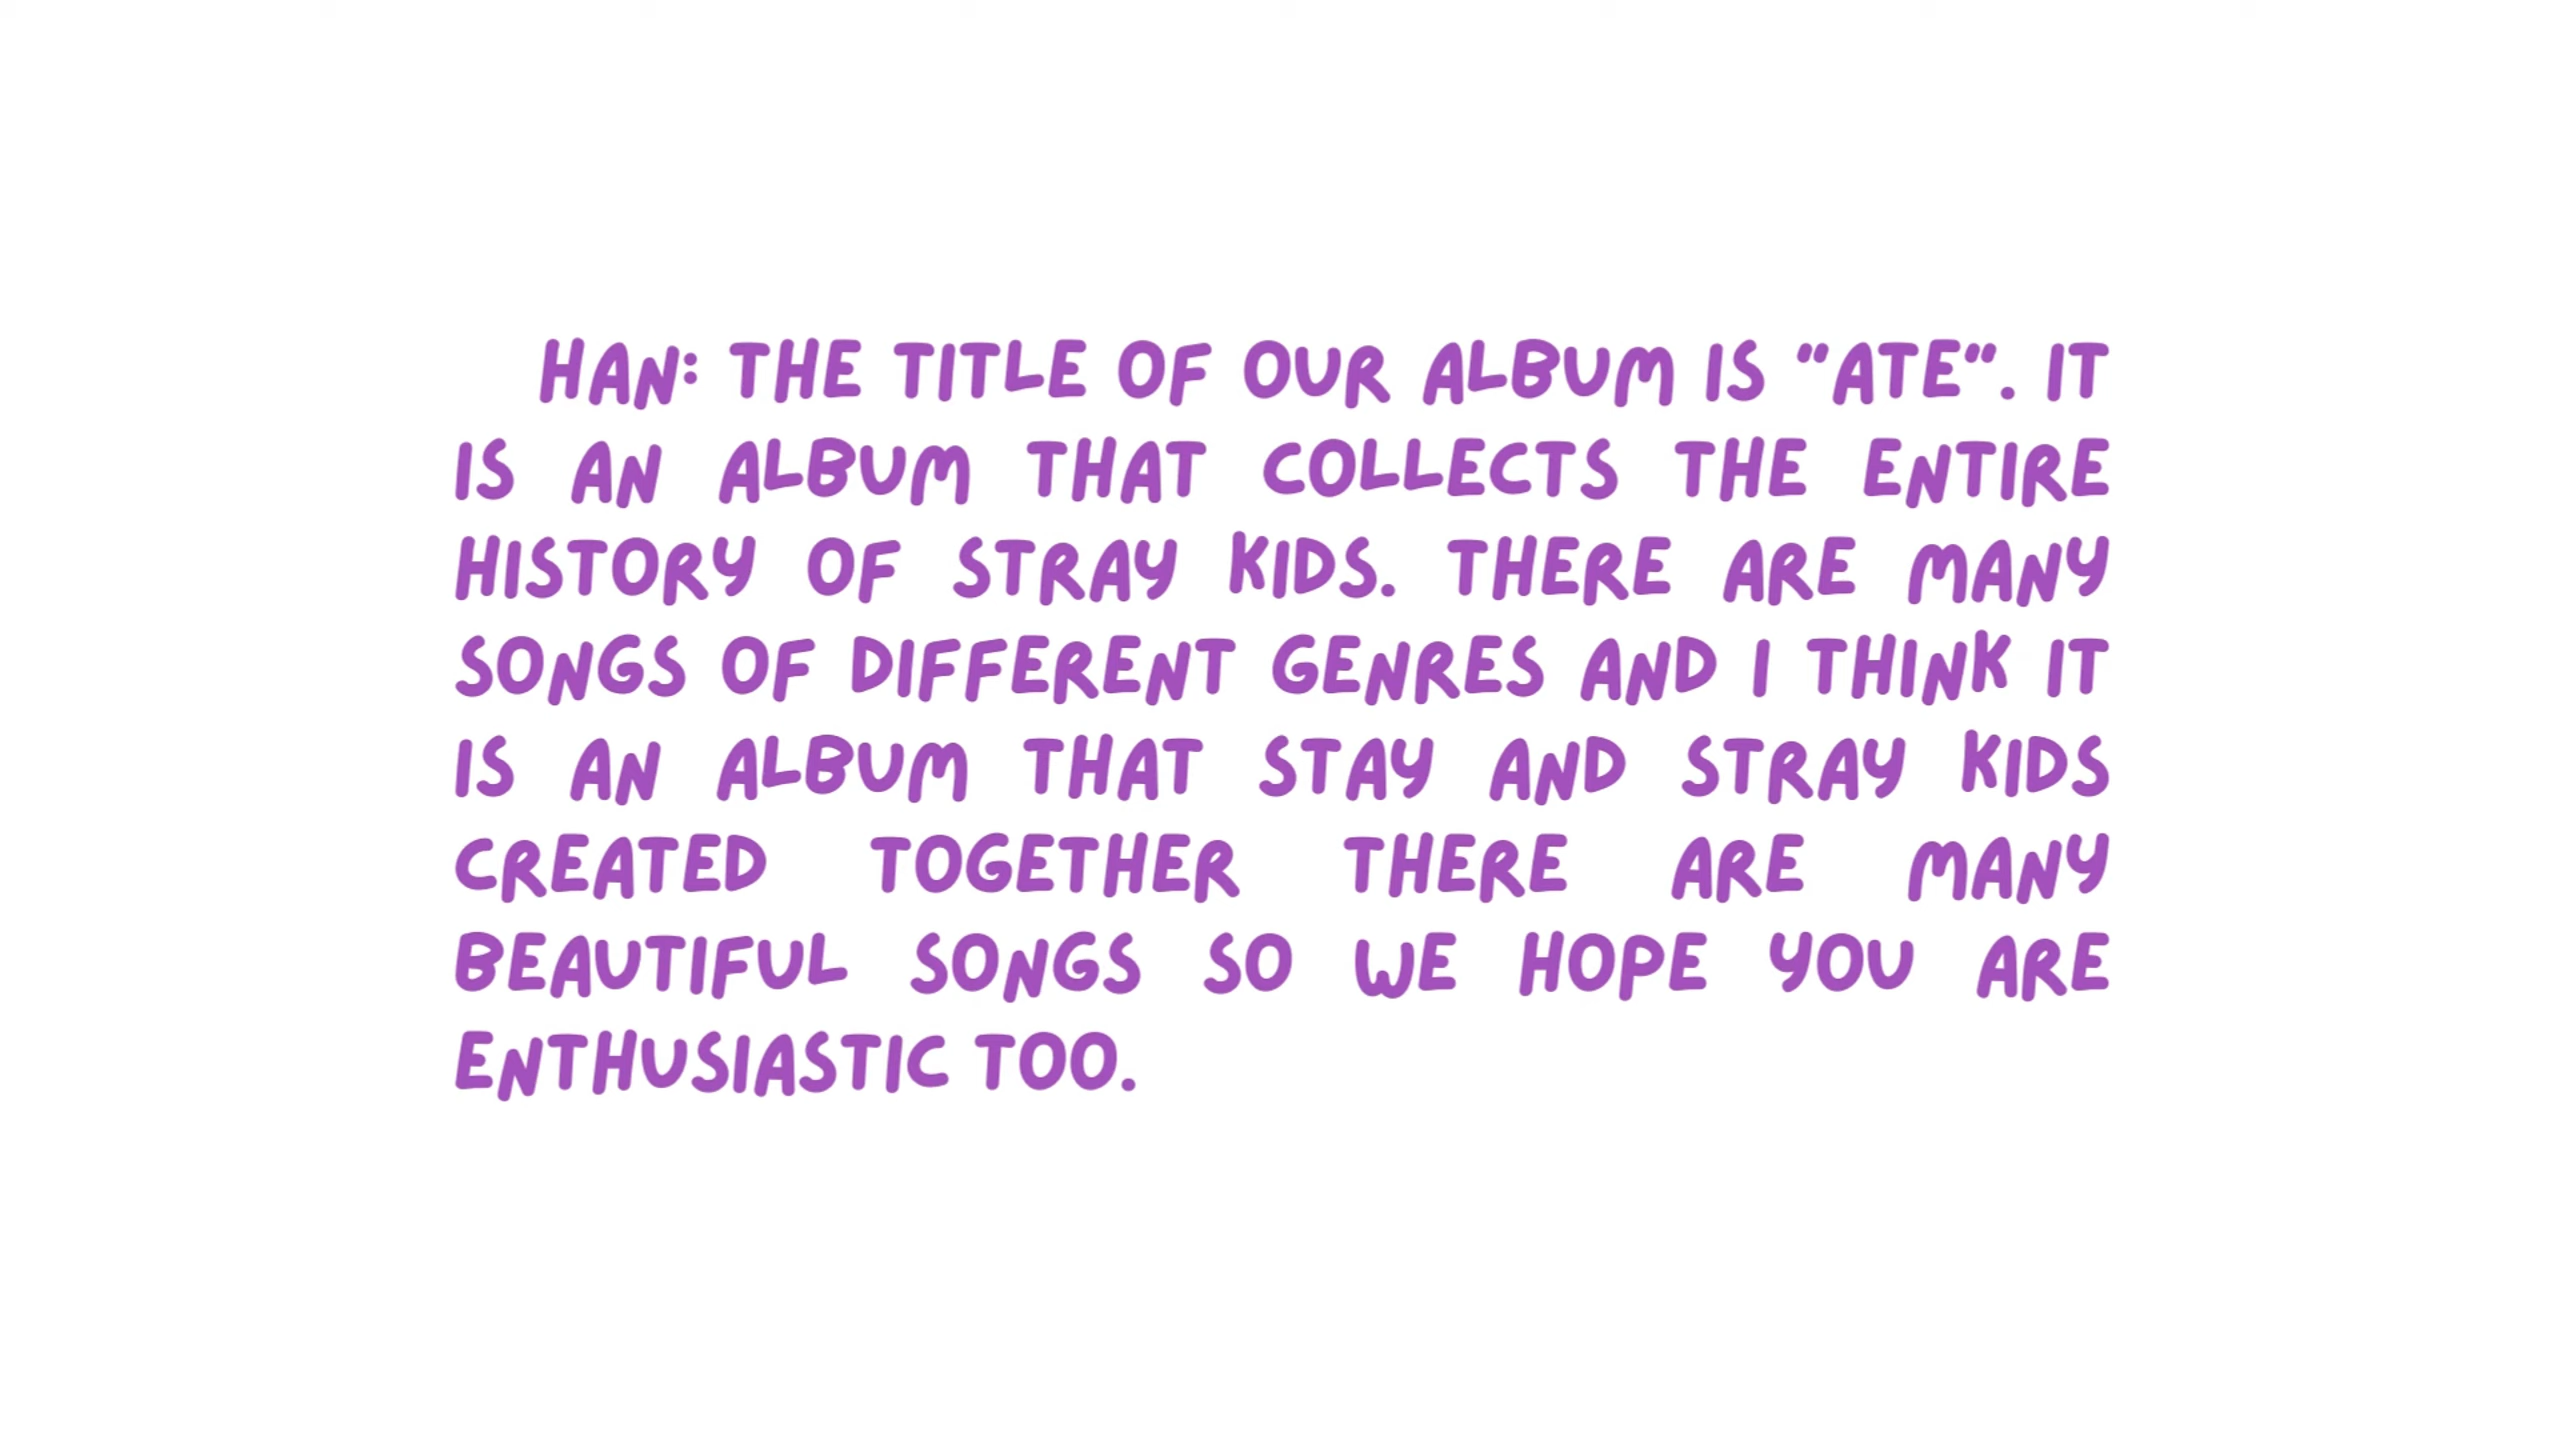 HAN: THE TITLE OF OUR ALBUM IS "ATE". IT
IS AN ALBUM THAT COLLECTS THE ENTIRE
HISTORY OF STRAY KIDS. THERE ARE MANY
SONGS OF DIFFERENT GENRES AND I THINK IT
IS AN ALBUM THAT STAY AND STRAY KIDS
CREATED TOGETHER THERE ARE MANY
BEAUTIFUL SONGS SO WE HOPE YOU ARE
ENTHUSIASTIC TOO.